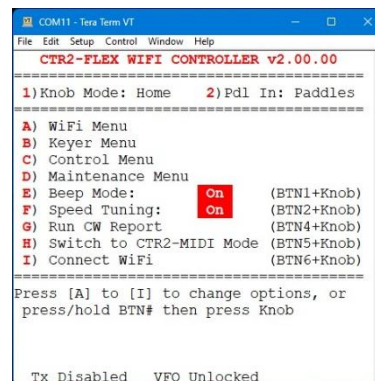 COM11 - Tera Term VT
File Edit Setup Control Window Help
CTR2-FLEX WIFI CONTROLLER v2.00.00
==========================================
1)Knob Mode: Home 2)Pdl In: Paddles
==========================================
A) WiFi Menu
B) Keyer Menu
C) Control Menu
D) Maintenance Menu
E) Beep Mode: On (BTN1+Knob)
F) Speed Tuning: On (BTN2+Knob)
G) Run CW Report (BTN4+Knob)
H) Switch to CTR2-MIDI Mode (BTN5+Knob)
I) Connect WiFi (BTN6+Knob)
==========================================
Press [A] to [I] to change options, or
press/hold BTN# then press Knob
Tx Disabled VFO Unlocked